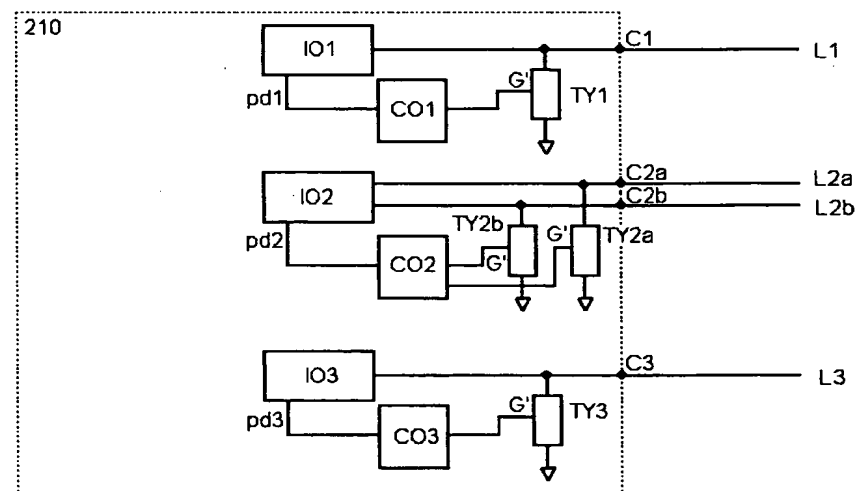 210
IO1
C1
L1
G'
TY1
pd1
CO1
C2a
L2a
IO2
C2b
L2b
TY2b
G'
TY2a
pd2
CO2
G'
C3
IO3
L3
G'
TY3
pd3
CO3